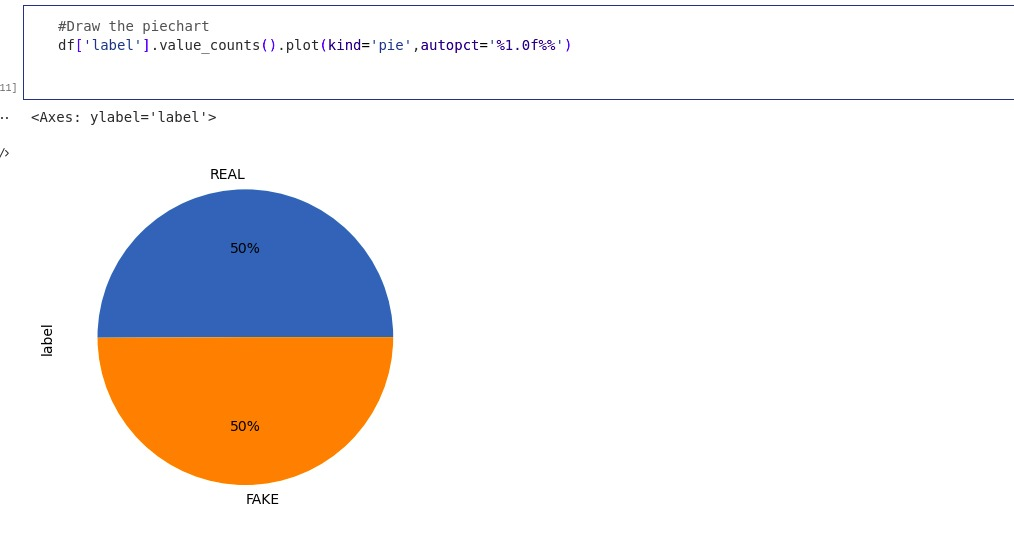 #Draw the piechart
df['label'].value_counts().plot(kind='pie',autopct='%1.0f%%')
11]
..
<Axes: ylabel='label'>
/>
REAL
50%
label
50%
FAKE